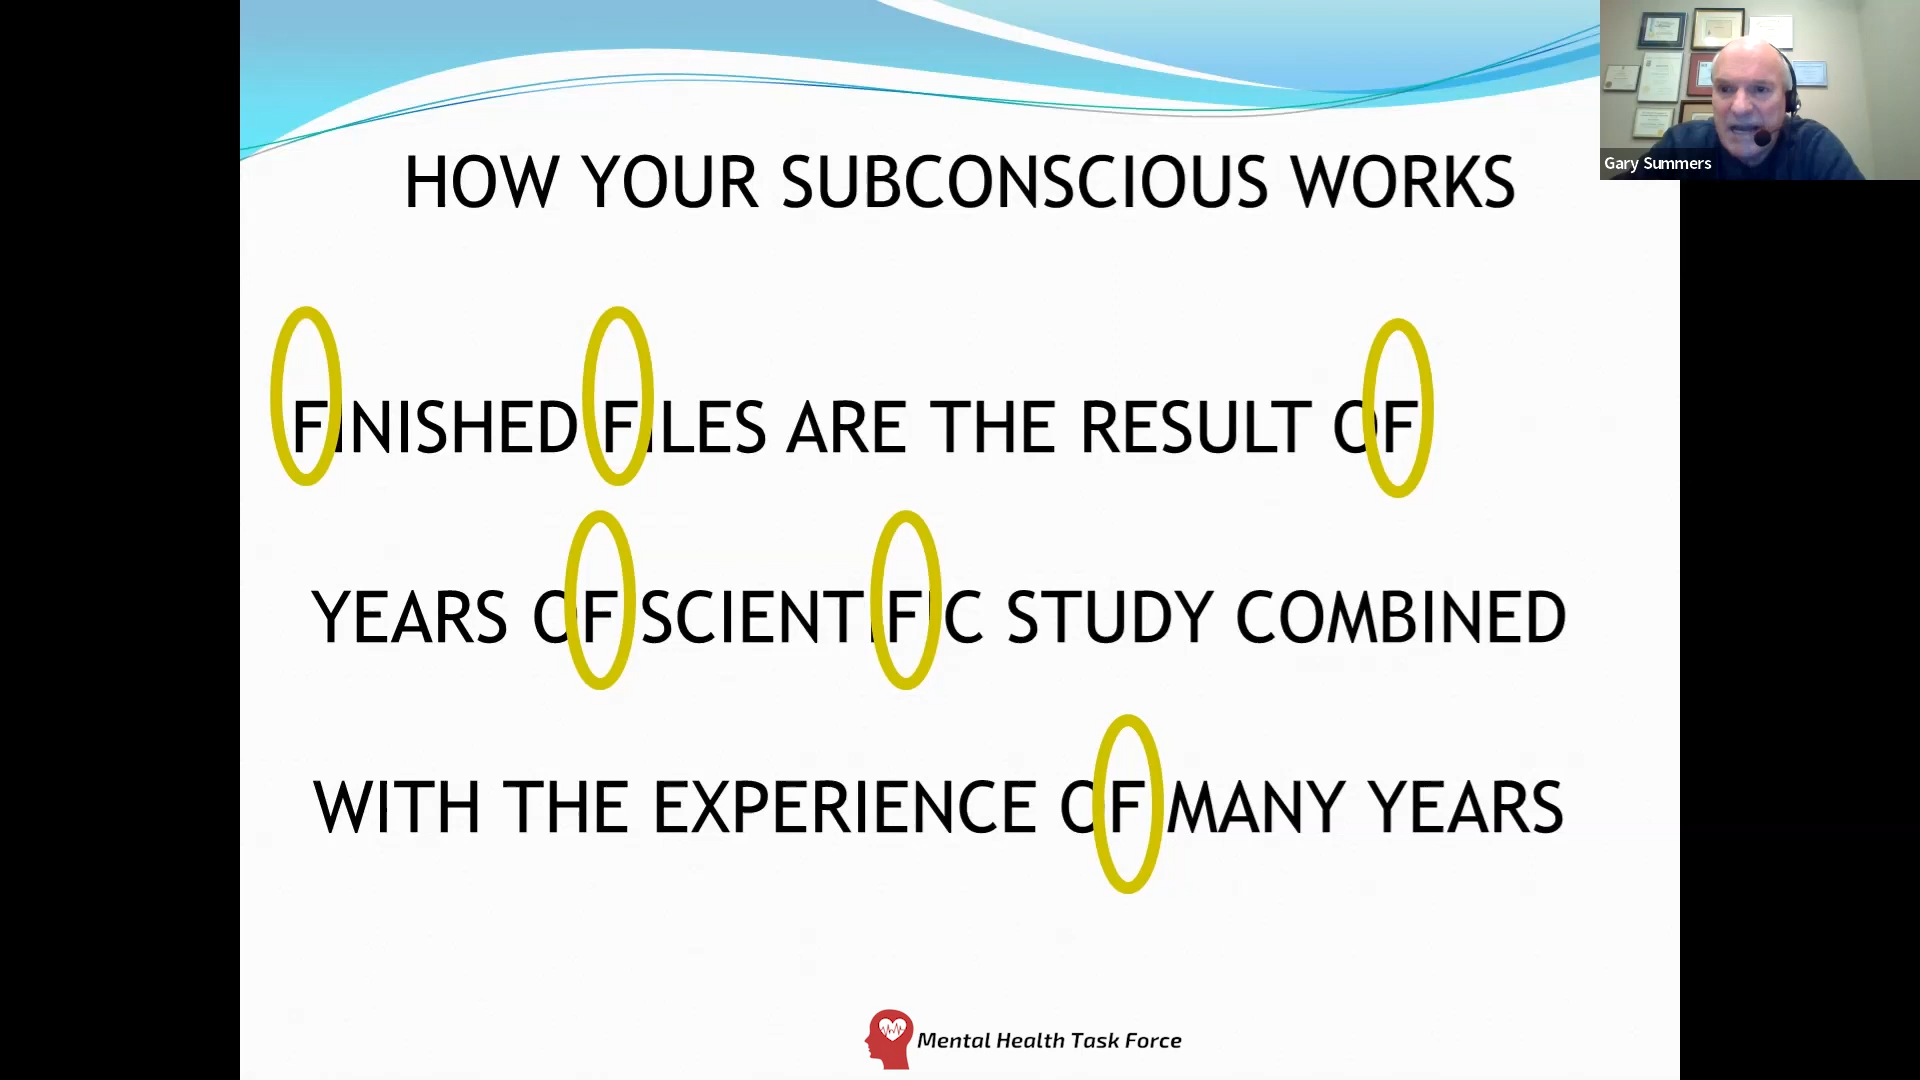 HOW YOUR SUBCONSCIOUS WORKS
Gary Summers
FINISHED FILES ARE THE RESULT OF
YEARS OF SCIENTIFIC STUDY COMBINED
WITH THE EXPERIENCE OF MANY YEARS
Mental Health Task Force